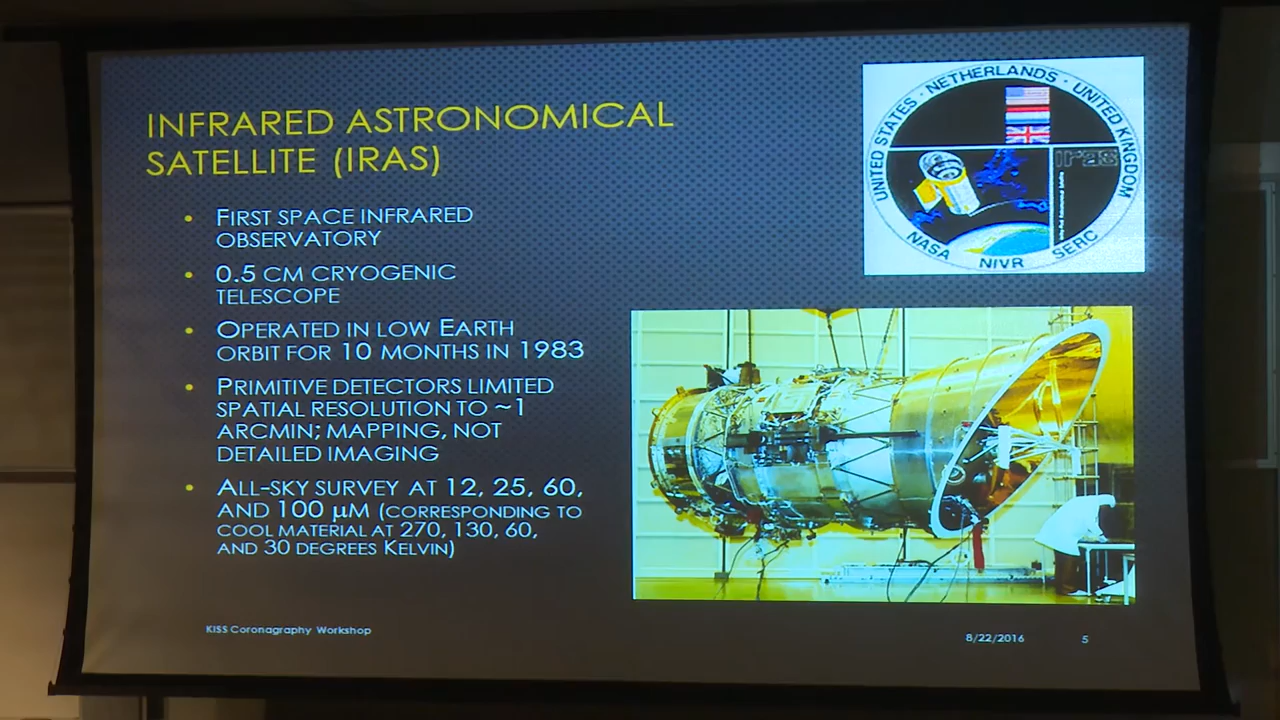 INFRARED ASTRONOMICAL
SATELLITE (IRAS)
• FIRST SPACE INFRARED
OBSERVATORY
• 0.5 CM CRYOGENIC
TELESCOPE
• OPERATED IN LOW EARTH
ORBIT FOR 10 MONTHS IN 1983
• PRIMITIVE DETECTORS LIMITED
SPATIAL RESOLUTION TO ~1
ARCMIN; MAPPING, NOT
DETAILED IMAGING
• ALL-SKY SURVEY AT 12, 25, 60,
AND 100 µM (CORRESPONDING TO
COOL MATERIAL AT 270, 130, 60,
AND 30 DEGREES KELVIN)
UNITED STATES · NETHERLANDS · UNITED KINGDOM
iras
NASA NIVR SERC
KISS Coronagraphy Workshop
8/22/2016
5